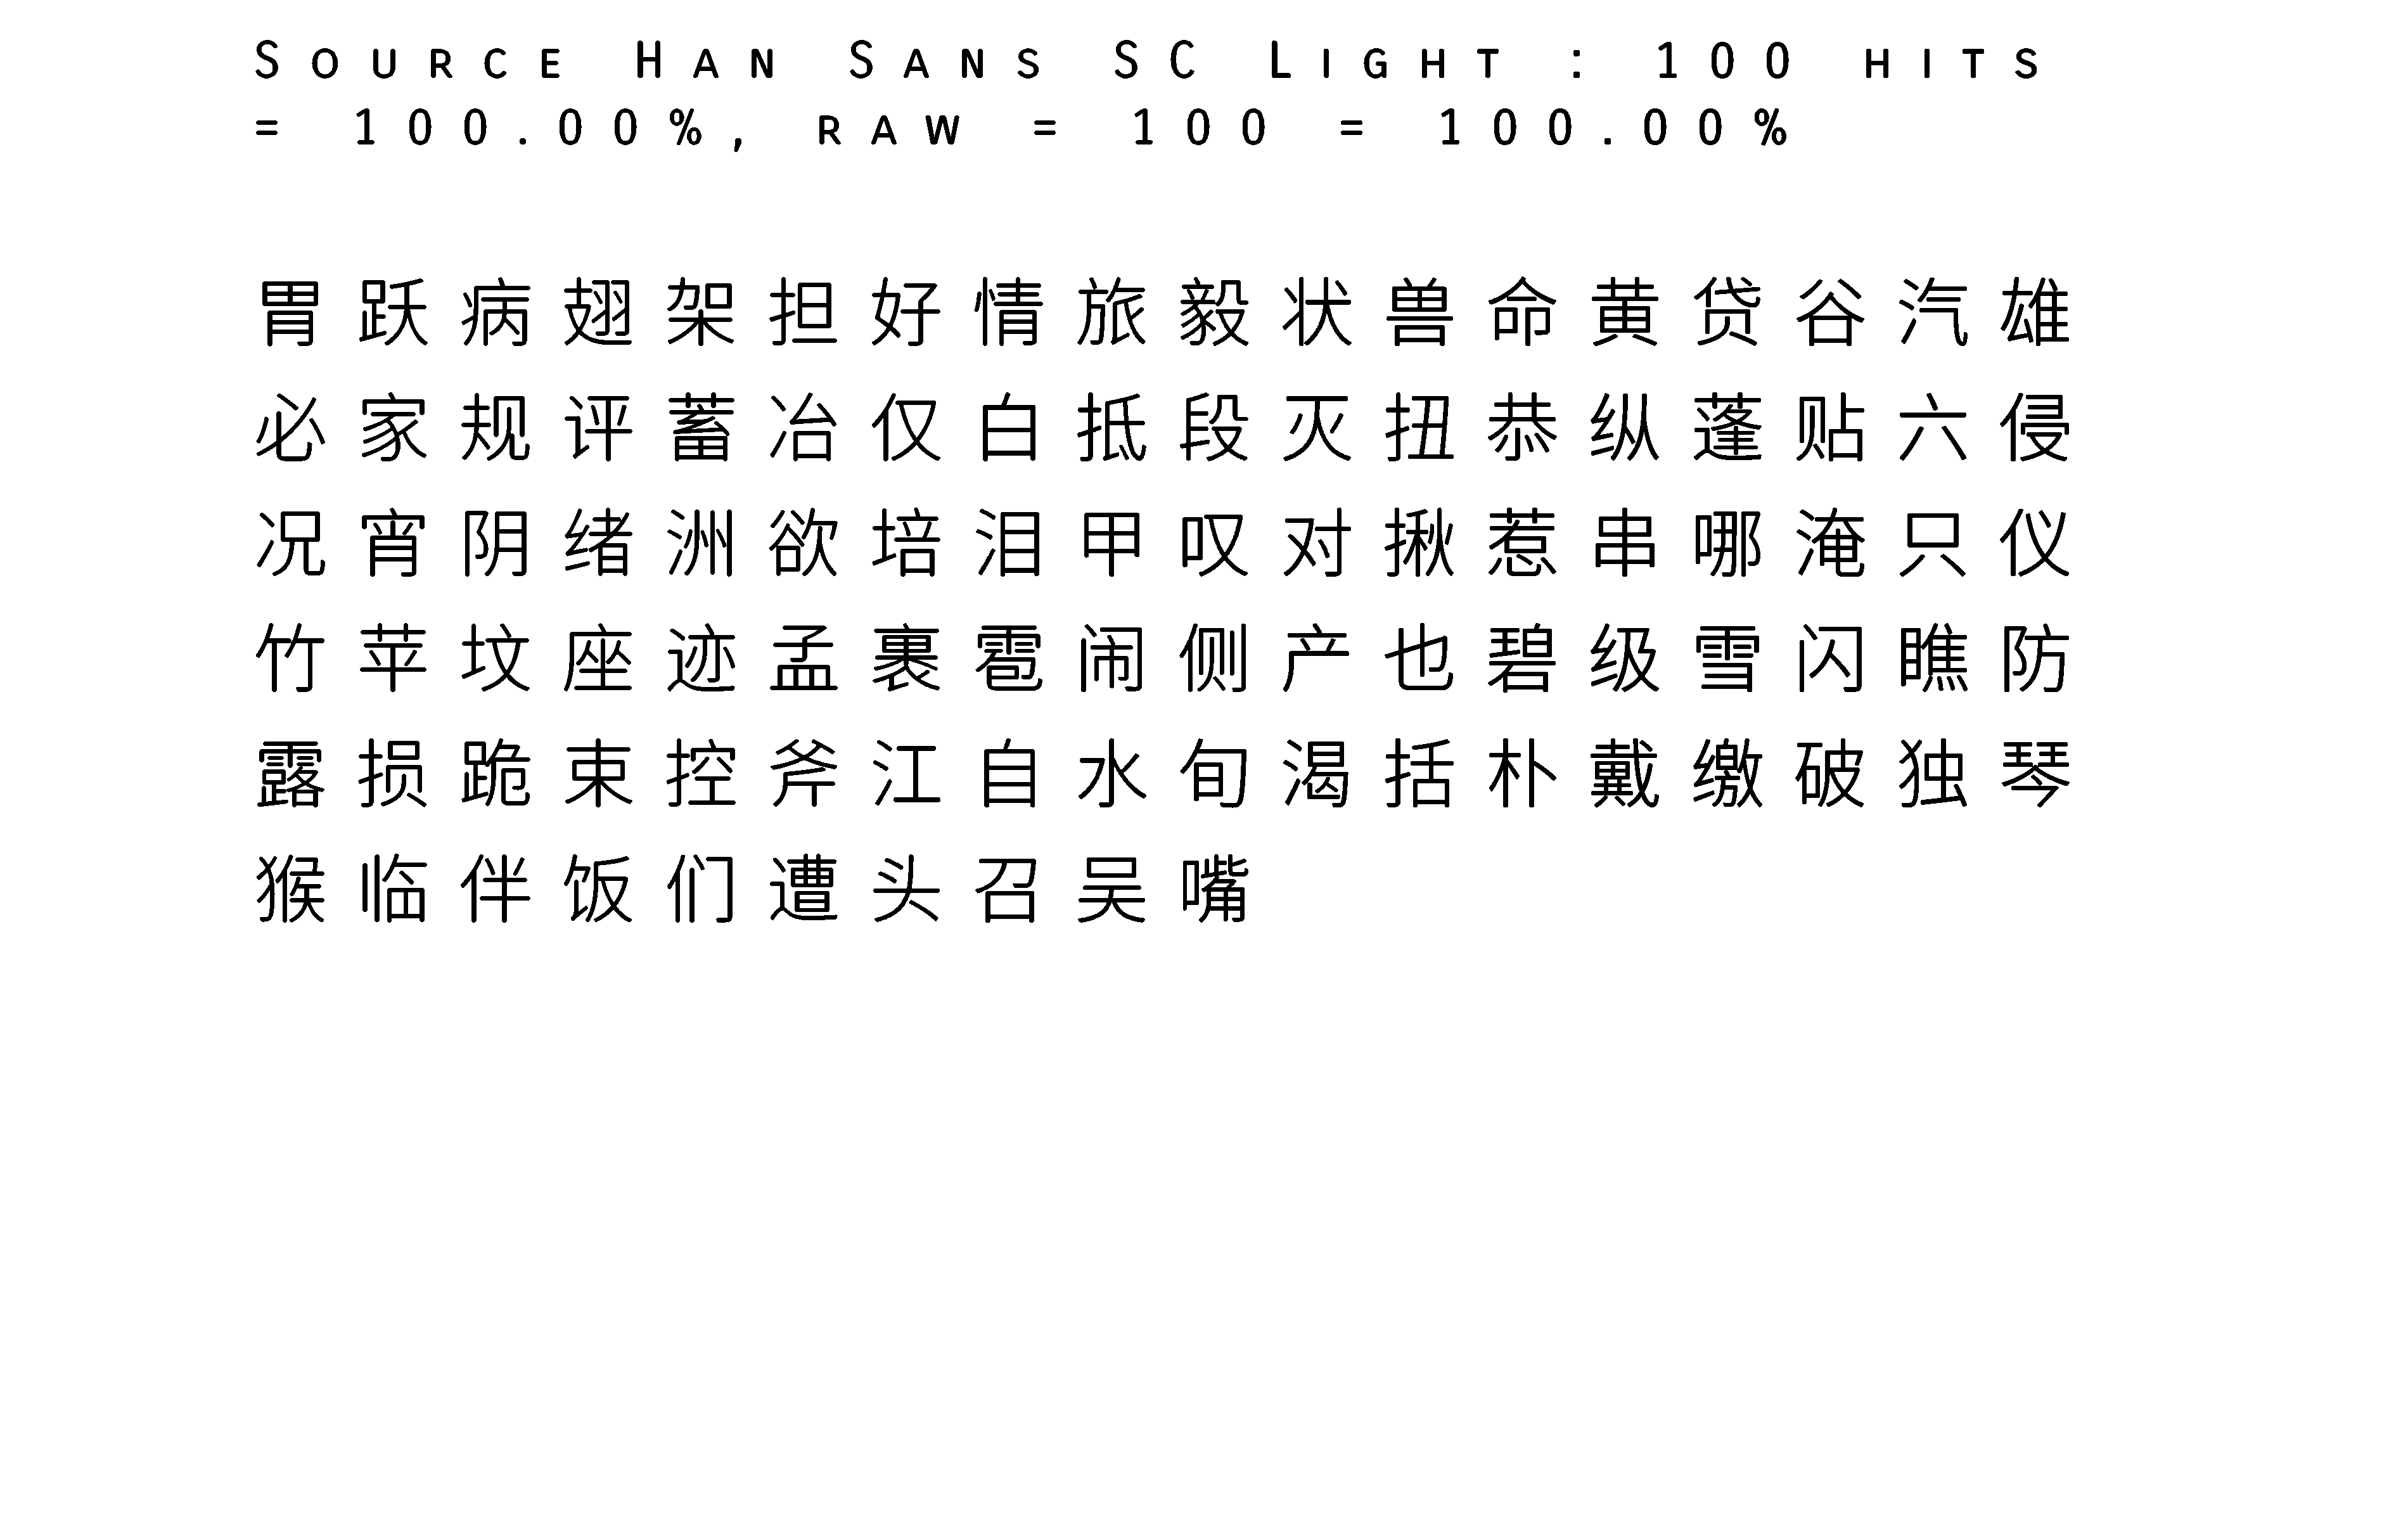 Source Han Sans SC Light : 100 hits
= 100.00%, raw = 100 = 100.00%
胃跃病翅架担好情旅毅状兽命黄贷谷汽雄
必家规评蓄冶仅白抵段灭扭恭纵蓬贴六侵
况宵阴绪洲欲培泪甲叹对揪惹串哪淹只仪
竹苹坟座迹孟裹雹闹侧产也碧级雪闪瞧防
露损跪束控斧江自水旬渴括朴戴缴破独琴
猴临伴饭们遭头召吴嘴